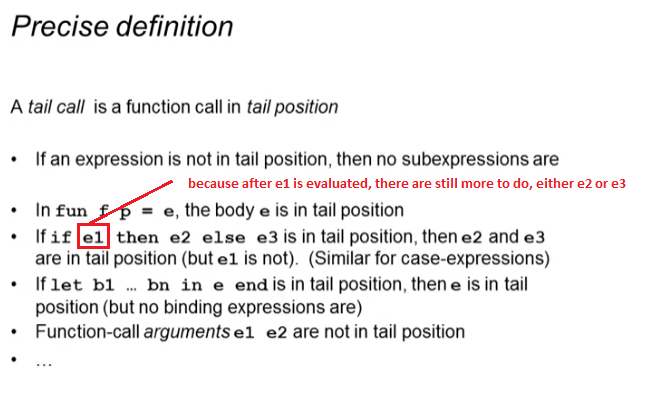 Precise definition
A tail call is a function call in tail position
• If an expression is not in tail position, then no subexpressions are
because after e1 is evaluated, there are still more to do, either e2 or e3
• In fun f p = e, the body e is in tail position
• If if e1 then e2 else e3 is in tail position, then e2 and e3
are in tail position (but e1 is not). (Similar for case-expressions)
• If let b1 … bn in e end is in tail position, then e is in tail
position (but no binding expressions are)
• Function-call arguments e1 e2 are not in tail position
• …